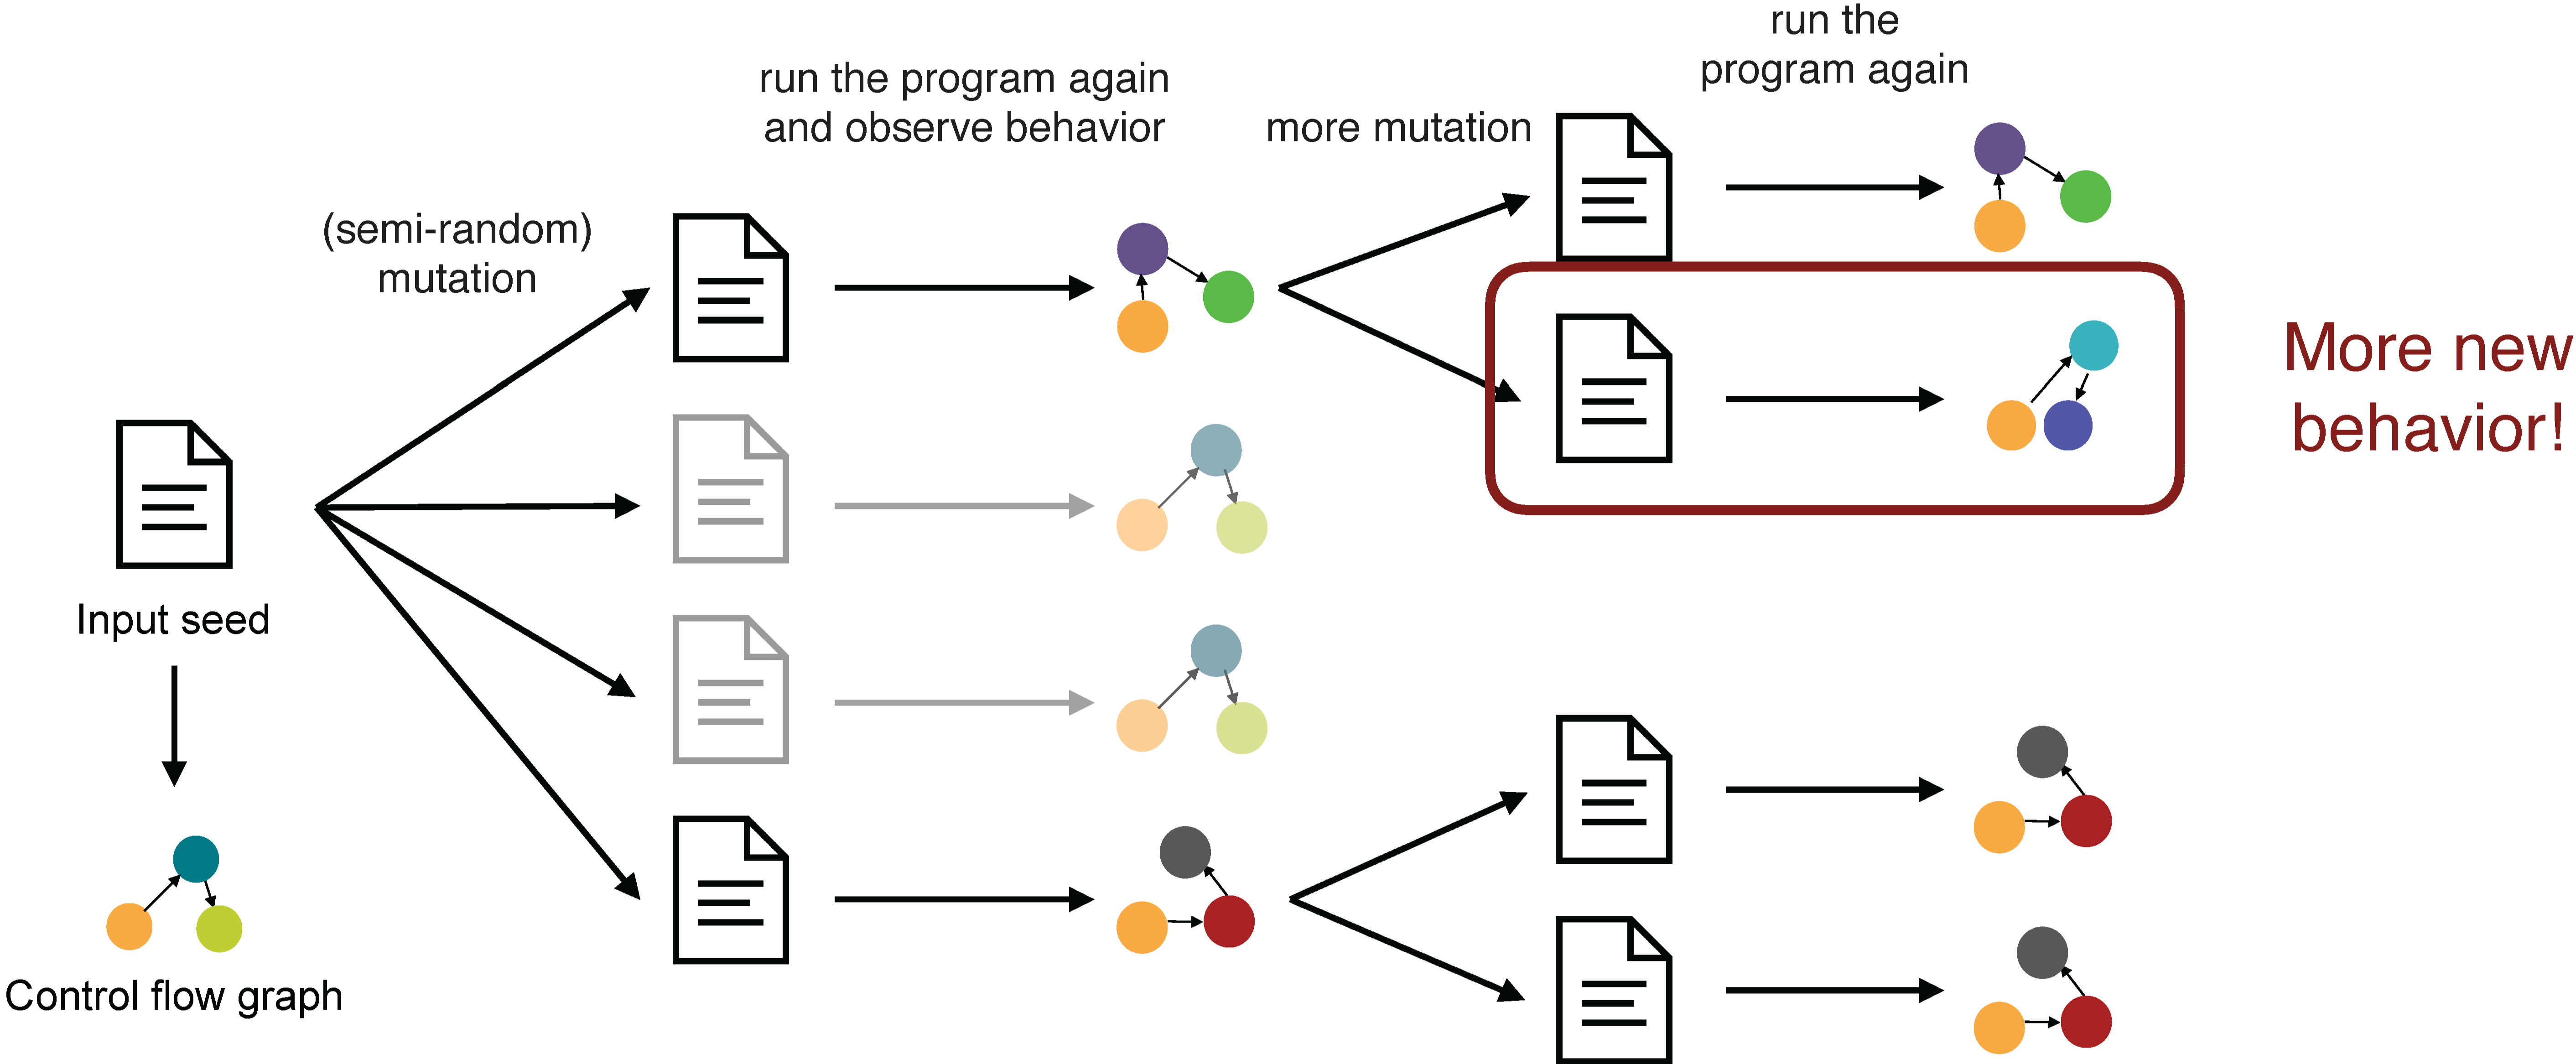 run the
program again
run the program again
and observe behavior
more mutation
(semi-random)
mutation
More new
behavior!
Input seed
Control flow graph